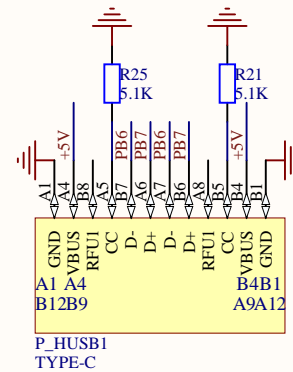 R25
5.1K
R21
5.1K
+5V
PB6
PB7
PB6
PB7
+5V
A1
A4
B8
A5
B7
A6
A7
B6
A8
B5
B4
B1
GND
VBUS
RFU1
CC
D-
D+
D-
D+
RFU1
CC
VBUS
GND
A1 A4
B4B1
B12B9
A9A12
P_HUSB1
TYPE-C